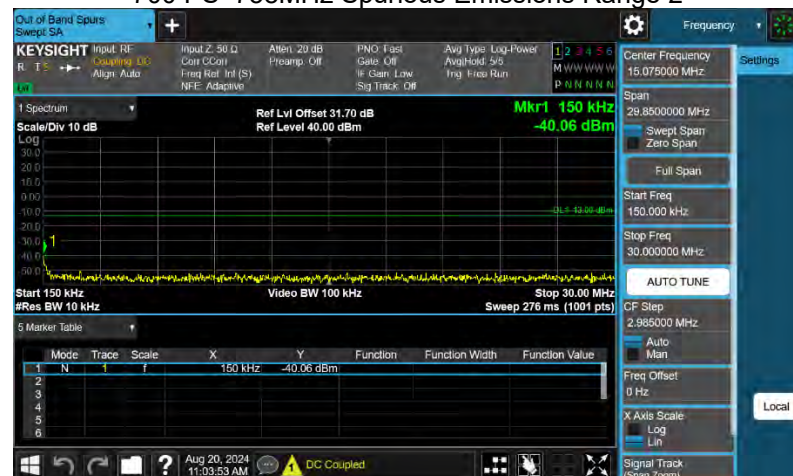 Out of Band Spurs
Swept SA
Frequency
Settings
KEYSIGHT
Input: RF
Coupling: DC
Align: Auto
Input Z: 50 Ω
Corr CCorr
Freq Ref: Int (S)
NFE: Adaptive
Atten: 20 dB
Preamp: Off
PNO: Fast
Gate: Off
IF Gain: Low
Sig Track: Off
Avg Type: Log-Power
Avg|Hold: 5/5
Trig: Free Run
1 2 3 4 5 6
M W W W W W
P N N N N N
1 Spectrum
Scale/Div 10 dB
Ref Lvl Offset 31.70 dB
Ref Level 40.00 dBm
Mkr1 150 kHz
-40.06 dBm
Log
30.0
20.0
10.0
0.00
-10.0
-20.0
-30.0
-40.0
-50.0
DL1 -13.00 dBm
1
Start 150 kHz
#Res BW 10 kHz
Video BW 100 kHz
Stop 30.00 MHz
Sweep 276 ms (1001 pts)
5 Marker Table
Mode Trace Scale X Y Function Function Width Function Value
1 N 1 f 150 kHz -40.06 dBm
2
3
4
5
6
Center Frequency
15.075000 MHz
Span
29.8500000 MHz
Swept Span
Zero Span
Full Span
Start Freq
150.000 kHz
Stop Freq
30.000000 MHz
AUTO TUNE
CF Step
2.985000 MHz
Auto
Man
Freq Offset
0 Hz
X Axis Scale
Log
Lin
Signal Track
(Span Zoom)
Local
Aug 20, 2024
11:03:53 AM
DC Coupled